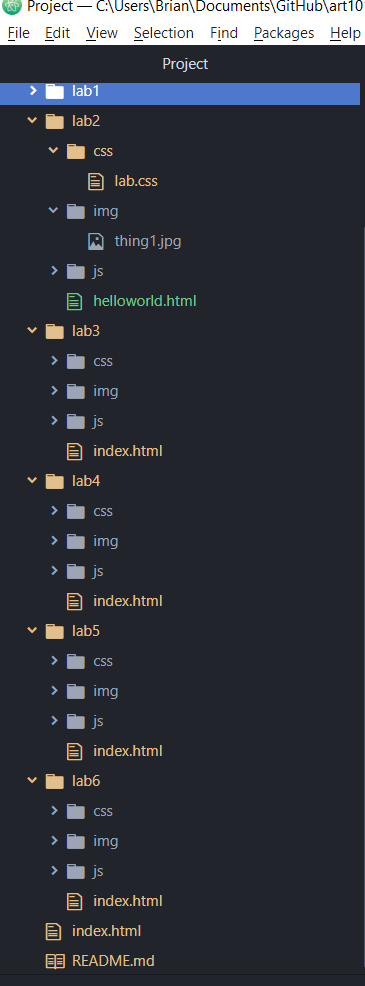 Project — C:\Users\Brian\Documents\GitHub\art10
File Edit View Selection Find Packages Help
Project
lab1
lab2
css
lab.css
img
thing1.jpg
js
helloworld.html
lab3
css
img
js
index.html
lab4
css
img
js
index.html
lab5
css
img
js
index.html
lab6
css
img
js
index.html
index.html
README.md